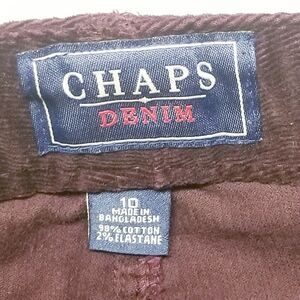 CHAPS
DENIM
10
MADE IN
BANGLADESH
98% COTTON
2% ELASTANE